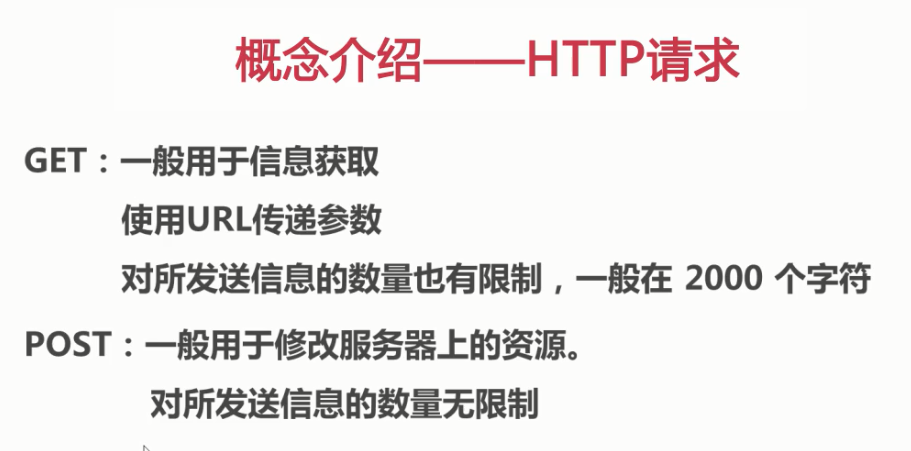 概念介绍——HTTP请求
GET：一般用于信息获取
使用URL传递参数
对所发送信息的数量也有限制，一般在 2000 个字符
POST：一般用于修改服务器上的资源。
对所发送信息的数量无限制